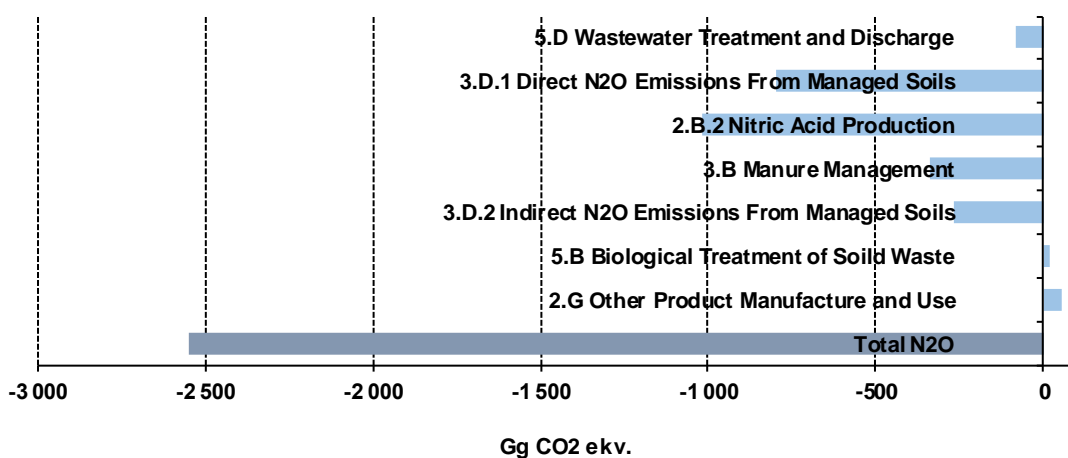 5.D Wastewater Treatment and Discharge
3.D.1 Direct N2O Emissions From Managed Soils
2.B.2 Nitric Acid Production
3.B Manure Management
3.D.2 Indirect N2O Emissions From Managed Soils
5.B Biological Treatment of Soild Waste
2.G Other Product Manufacture and Use
Total N2O
-3 000 -2 500 -2 000 -1 500 -1 000 -500 0
Gg CO2 ekv.